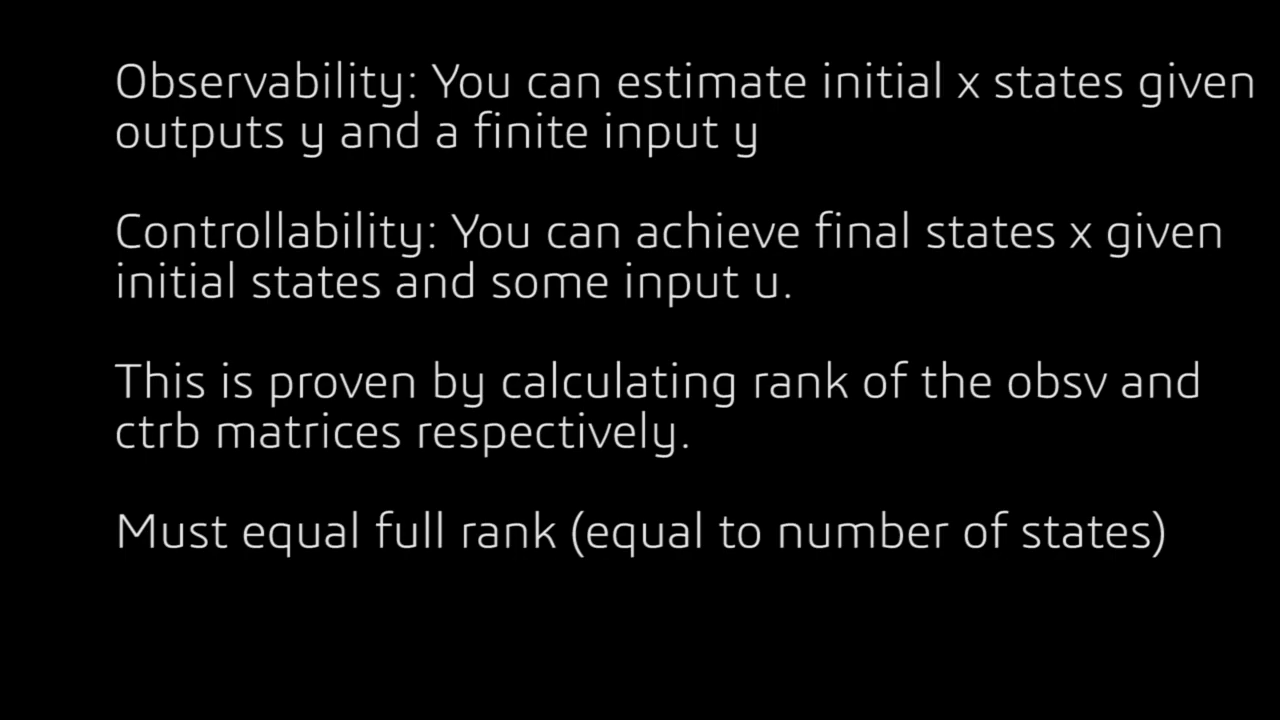 Observability: You can estimate initial x states given
outputs y and a finite input y
Controllability: You can achieve final states x given
initial states and some input u.
This is proven by calculating rank of the obsv and
ctrb matrices respectively.
Must equal full rank (equal to number of states)